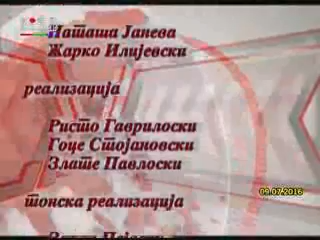 Наташа Јанева
Жарко Илијевски
реализација
Ристо Гаврилоски
Гоце Стојановски
Злате Павлоски
09.07.2016
тонска реализација